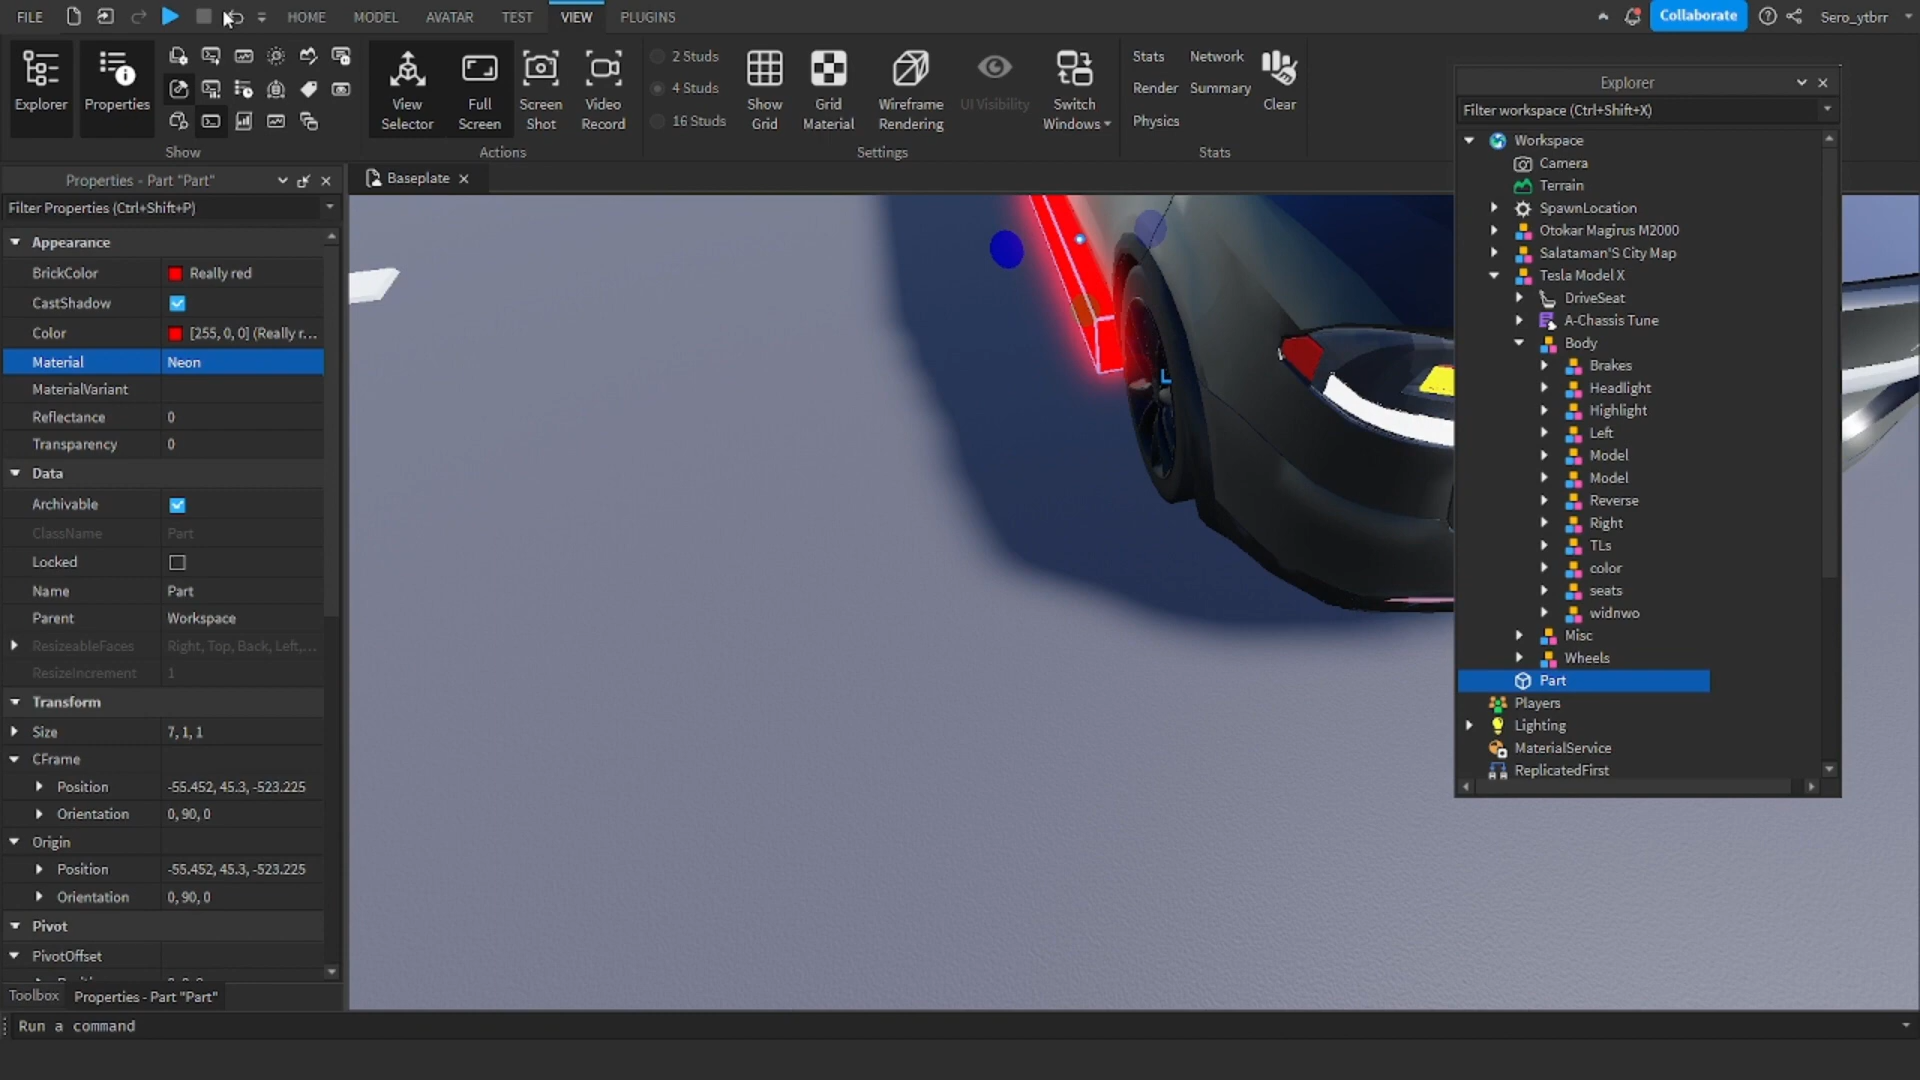 FILE HOME MODEL AVATAR TEST VIEW PLUGINS Collaborate Sero_ytbrr
Explorer
Properties
Show
View Selector
Full Screen
Screen Shot
Video Record
Actions
2 Studs
4 Studs
16 Studs
Show Grid
Grid Material
Wireframe Rendering
UI Visibility
Switch Windows
Settings
Stats Network
Render Summary
Physics
Clear
Stats
Properties - Part "Part"
Filter Properties (Ctrl+Shift+P)
Appearance
BrickColor Really red
CastShadow
Color [255, 0, 0] (Really r...
Material Neon
MaterialVariant
Reflectance 0
Transparency 0
Data
Archivable
ClassName Part
Locked
Name Part
Parent Workspace
ResizeableFaces Right, Top, Back, Left,...
ResizeIncrement 1
Transform
Size 7, 1, 1
CFrame
Position -55.452, 45.3, -523.225
Orientation 0, 90, 0
Origin
Position -55.452, 45.3, -523.225
Orientation 0, 90, 0
Pivot
PivotOffset
Toolbox Properties - Part "Part"
Run a command
Baseplate
Explorer
Filter workspace (Ctrl+Shift+X)
Workspace
Camera
Terrain
SpawnLocation
Otokar Magirus M2000
Salataman'S City Map
Tesla Model X
DriveSeat
A-Chassis Tune
Body
Brakes
Headlight
Highlight
Left
Model
Model
Reverse
Right
TLs
color
seats
widnwo
Misc
Wheels
Part
Players
Lighting
MaterialService
ReplicatedFirst